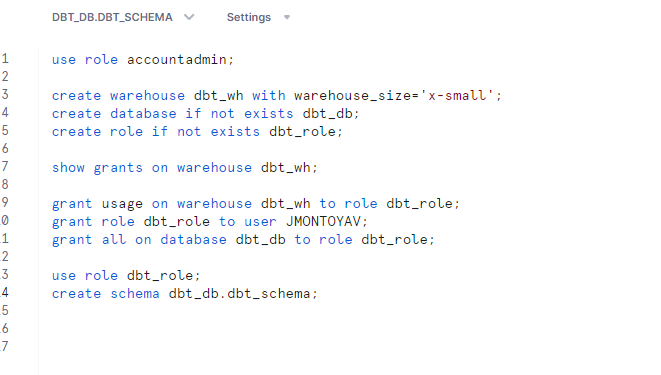 DBT_DB.DBT_SCHEMA Settings
1 use role accountadmin;
2
3 create warehouse dbt_wh with warehouse_size='x-small';
4 create database if not exists dbt_db;
5 create role if not exists dbt_role;
6
7 show grants on warehouse dbt_wh;
8
9 grant usage on warehouse dbt_wh to role dbt_role;
0 grant role dbt_role to user JMONTOYAV;
1 grant all on database dbt_db to role dbt_role;
2
3 use role dbt_role;
4 create schema dbt_db.dbt_schema;
5
6
7